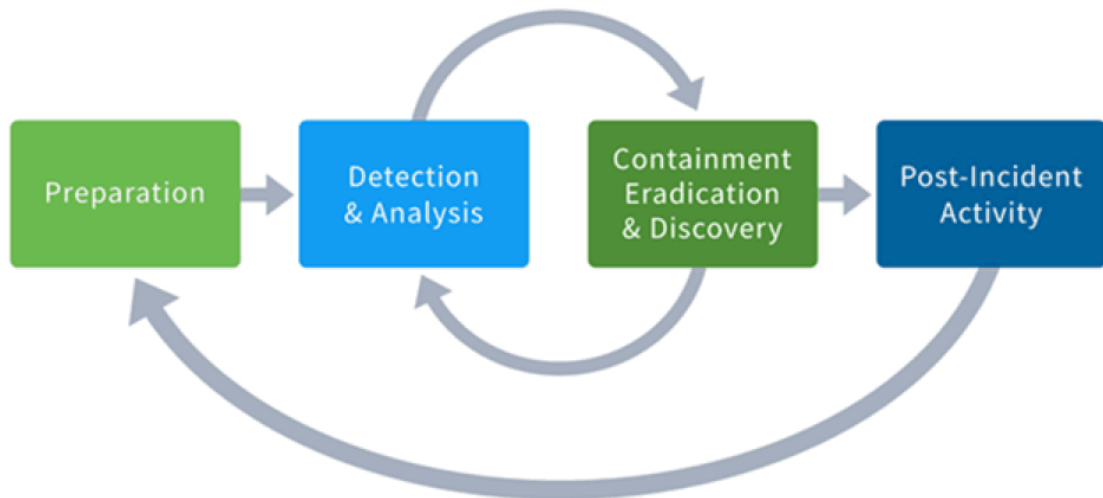 Preparation
Detection
& Analysis
Containment
Eradication
& Discovery
Post-Incident
Activity